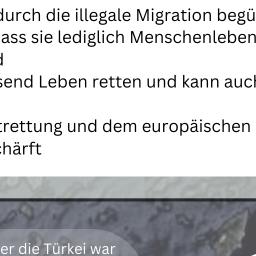 durch die illegale Migration begü
ass sie lediglich Menschenleben
d
send Leben retten und kann auch
trettung und dem europäischen
chärft
er die Türkei war